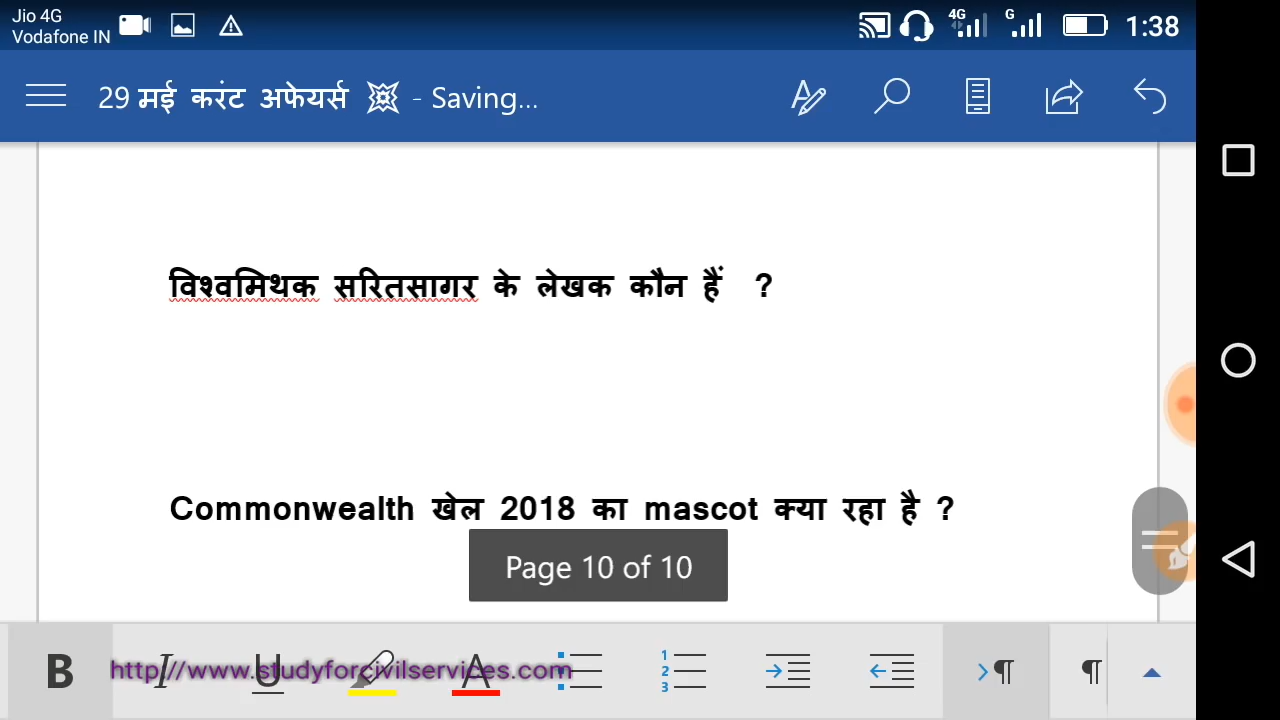 Jio 4G
Vodafone IN
4G
G
1:38
29 मई करंट अफेयर्स - Saving...
विश्वमिथक सरितसागर के लेखक कौन हैं ?
Commonwealth खेल 2018 का mascot क्या रहा है ?
Page 10 of 10
B I U A
http//www.studyforcivilservices.com
1
2
3
¶
¶